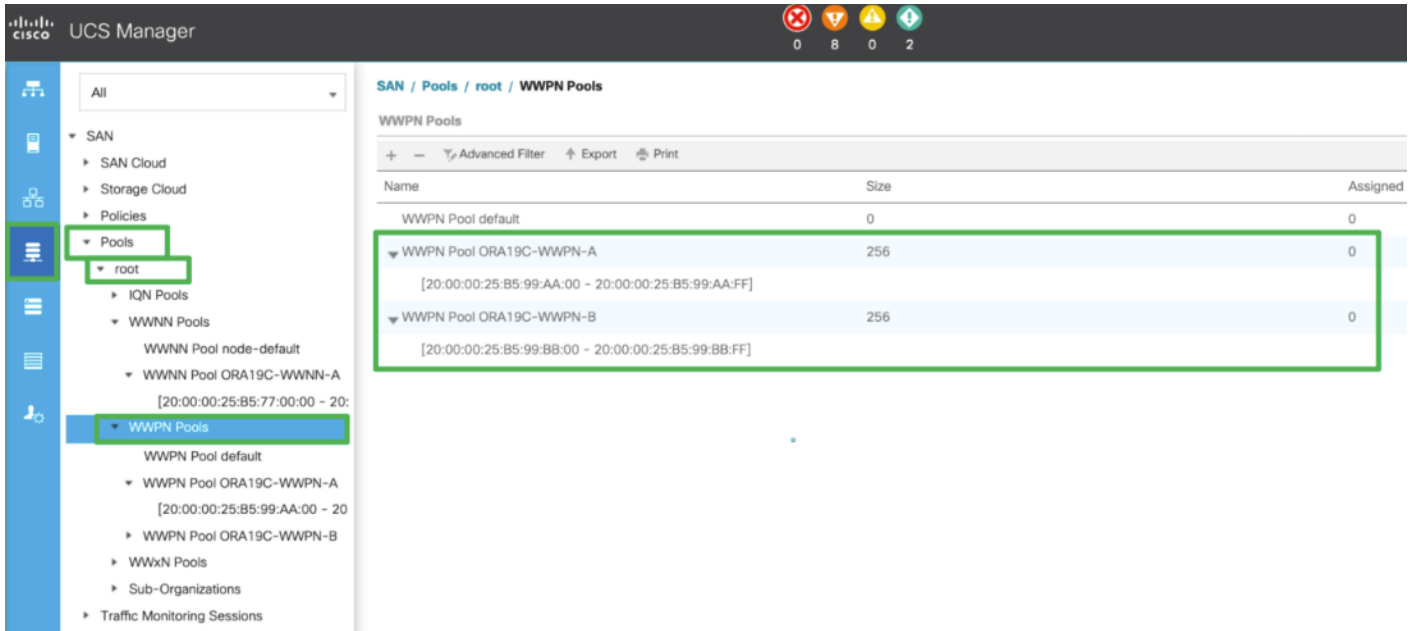 cisco UCS Manager
0 8 0 2
All
SAN
SAN Cloud
Storage Cloud
Policies
Pools
root
IQN Pools
WWNN Pools
WWNN Pool node-default
WWNN Pool ORA19C-WWNN-A
[20:00:00:25:B5:77:00:00 - 20:
WWPN Pools
WWPN Pool default
WWPN Pool ORA19C-WWPN-A
[20:00:00:25:B5:99:AA:00 - 20
WWPN Pool ORA19C-WWPN-B
WWxN Pools
Sub-Organizations
Traffic Monitoring Sessions
SAN / Pools / root / WWPN Pools
WWPN Pools
+ − Advanced Filter Export Print
Name Size Assigned
WWPN Pool default 0 0
WWPN Pool ORA19C-WWPN-A 256 0
[20:00:00:25:B5:99:AA:00 - 20:00:00:25:B5:99:AA:FF]
WWPN Pool ORA19C-WWPN-B 256 0
[20:00:00:25:B5:99:BB:00 - 20:00:00:25:B5:99:BB:FF]